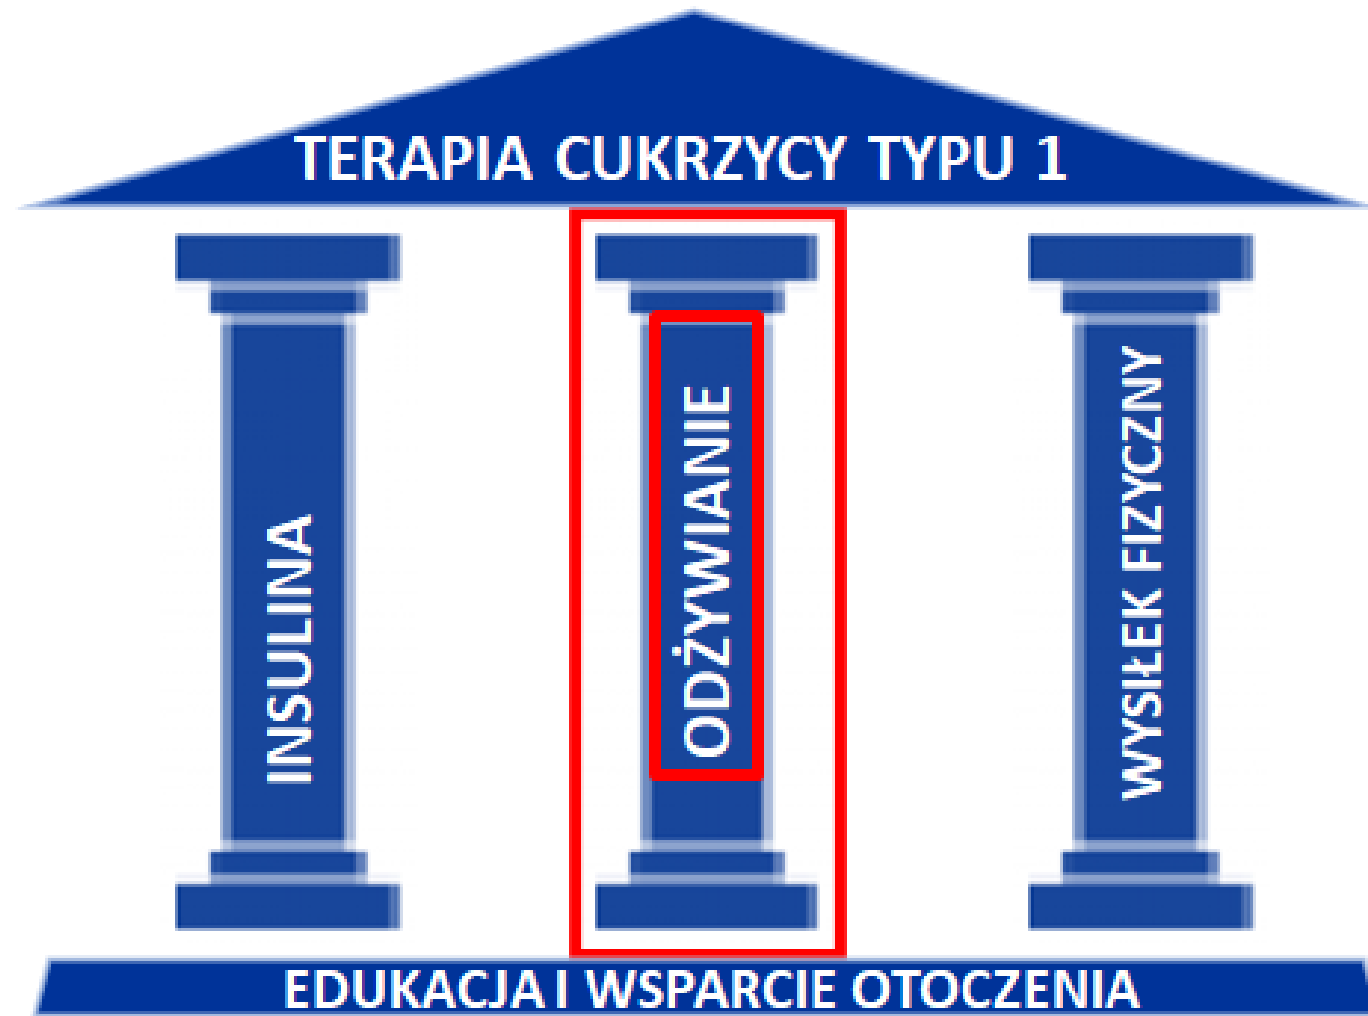 TERAPIA CUKRZYCY TYPU 1
INSULINA
ODŻYWIANIE
WYSIŁEK FIZYCZNY
EDUKACJA I WSPARCIE OTOCZENIA